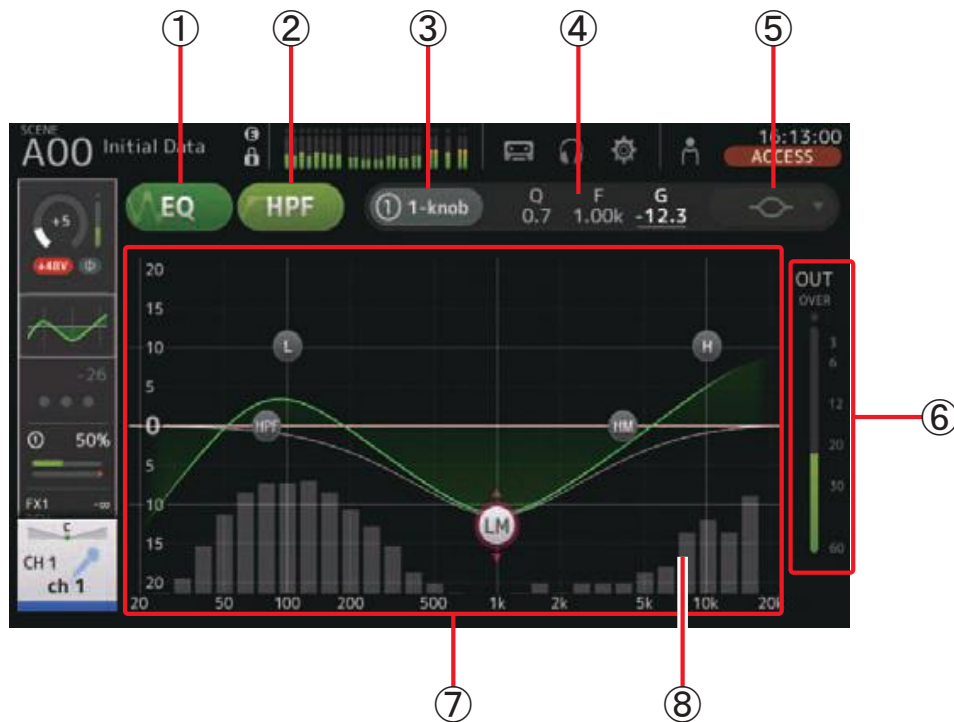 ① ② ③ ④ ⑤
SCENE
A00 Initial Data
E
16:13:00
ACCESS
EQ
HPF
① 1-knob
Q F G
0.7 1.00k -12.3
+5
+48V Φ
-26
① 50%
FX1 -∞
C
CH 1
ch 1
20
15
10
5
0
5
10
15
20
L
H
HPF
HM
LM
20 50 100 200 500 1k 2k 5k 10k 20k
OUT
OVER
3
6
12
20
30
60
⑥
⑦ ⑧